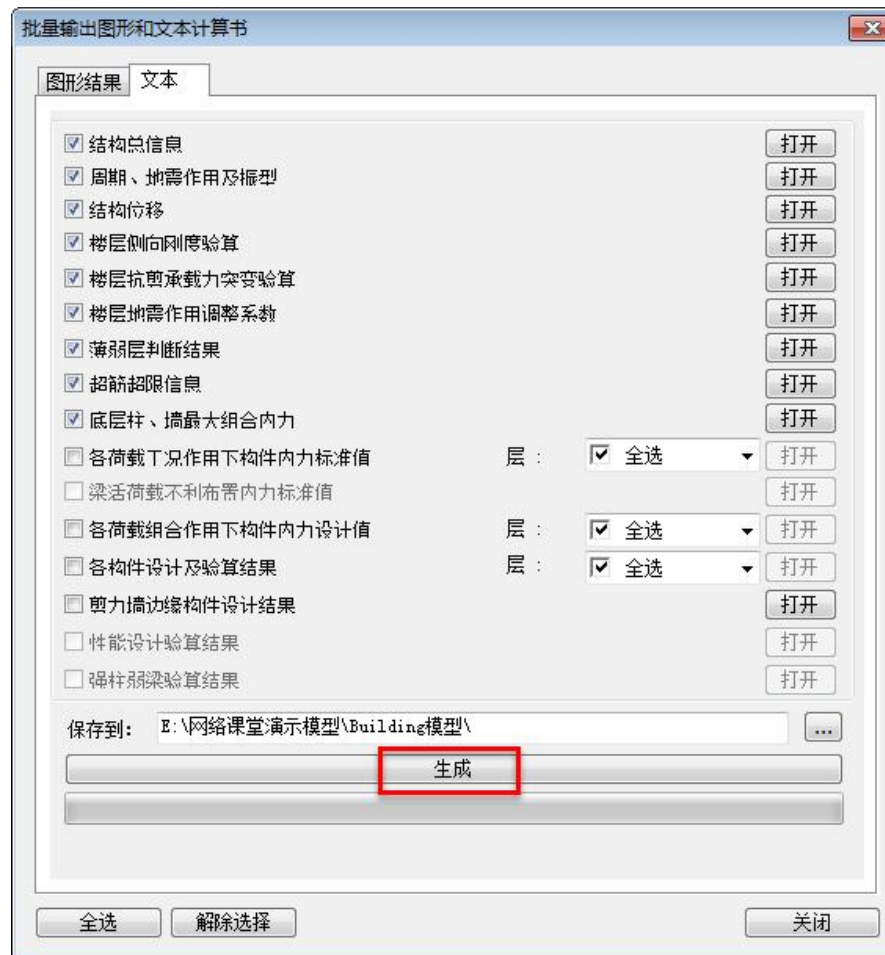 批量输出图形和文本计算书
图形结果 文本
结构总信息 打开
周期、地震作用及振型 打开
结构位移 打开
楼层侧向刚度验算 打开
楼层抗剪承载力突变验算 打开
楼层地震作用调整系数 打开
薄弱层判断结果 打开
超筋超限信息 打开
底层柱、墙最大组合内力 打开
各荷载工况作用下构件内力标准值 层： 全选 打开
梁活荷载不利布置内力标准值 打开
各荷载组合作用下构件内力设计值 层： 全选 打开
各构件设计及验算结果 层： 全选 打开
剪力墙边缘构件设计结果 打开
性能设计验算结果 打开
强柱弱梁验算结果 打开
保存到： E:\网络课堂演示模型\Building模型\ ...
生成
全选 解除选择 关闭